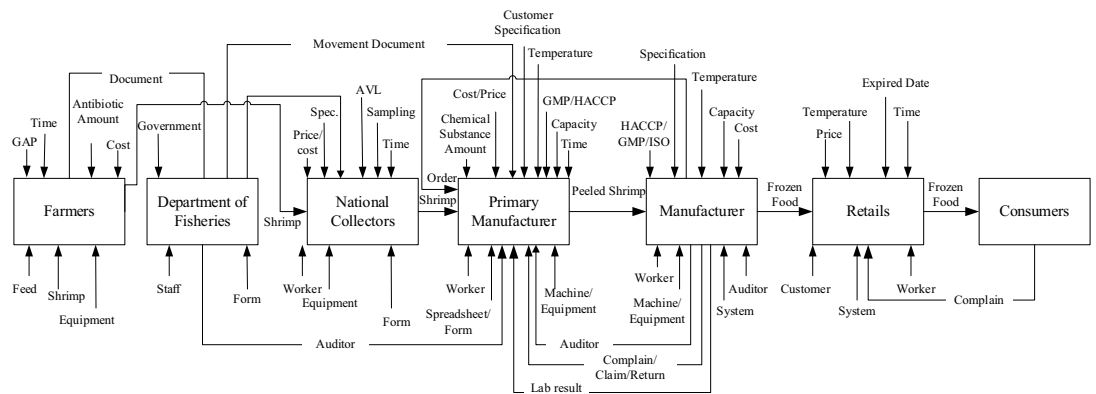 Customer
Specification
Movement Document
Temperature
Specification
Document
Temperature
Expired Date
AVL
Cost/Price
Antibiotic
Amount
Time
Spec.
Sampling
GMP/HACCP
Chemical
Substance
Amount
Capacity
Time
HACCP/
GMP/ISO
Capacity
Cost
Temperature
Price
Time
GAP
Cost
Government
Price/
cost
Time
Order
Farmers
Department of
Fisheries
Shrimp
National
Collectors
Shrimp
Primary
Manufacturer
Peeled Shrimp
Manufacturer
Frozen
Food
Retails
Frozen
Food
Consumers
Feed
Shrimp
Equipment
Staff
Form
Worker
Equipment
Form
Worker
Spreadsheet/
Form
Machine/
Equipment
Worker
Machine/
Equipment
Auditor
System
Customer
System
Worker
Complain
Auditor
Auditor
Complain/
Claim/Return
Lab result